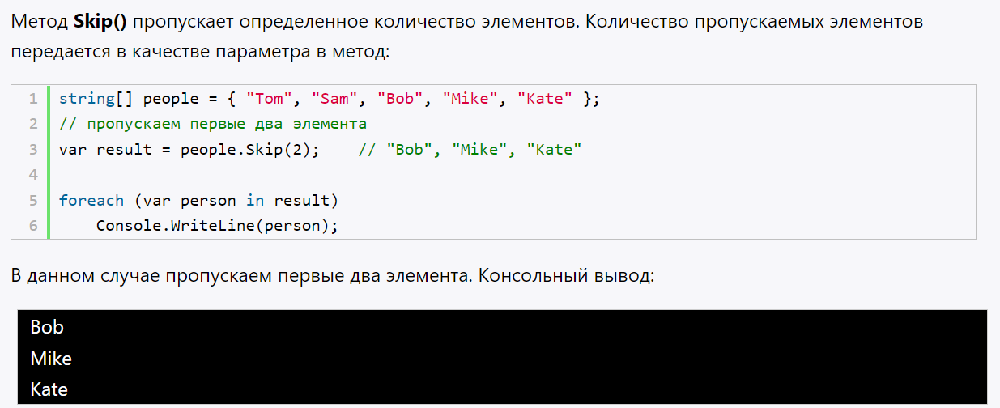 Метод Skip() пропускает определенное количество элементов. Количество пропускаемых элементов
передается в качестве параметра в метод:
1 string[] people = { "Tom", "Sam", "Bob", "Mike", "Kate" };
2 // пропускаем первые два элемента
3 var result = people.Skip(2);    // "Bob", "Mike", "Kate"
4
5 foreach (var person in result)
6     Console.WriteLine(person);
В данном случае пропускаем первые два элемента. Консольный вывод:
Bob
Mike
Kate